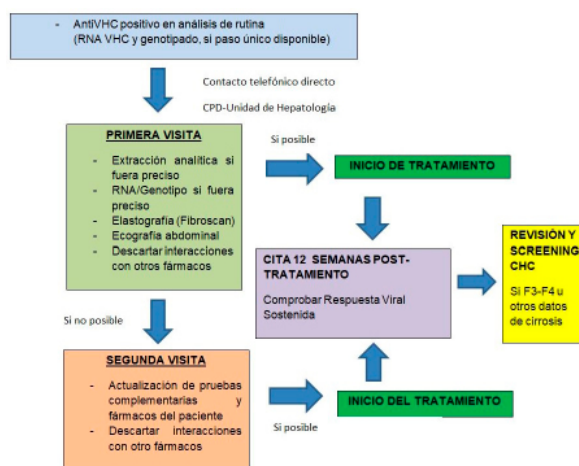 - AntiVHC positivo en análisis de rutina
(RNA VHC y genotipado, si paso único disponible)
Contacto telefónico directo
CPD-Unidad de Hepatología
PRIMERA VISITA
- Extracción analítica si
fuera preciso
- RNA/Genotipo si fuera
preciso
- Elastografía (Fibroscan)
- Ecografía abdominal
- Descartar interacciones
con otros fármacos
Si posible
INICIO DE TRATAMIENTO
CITA 12 SEMANAS POST-
TRATAMIENTO
Comprobar Respuesta Viral
Sostenida
REVISIÓN Y
SCREENING
CHC
Si F3-F4 u
otros datos
de cirrosis
Si no posible
SEGUNDA VISITA
- Actualización de pruebas
complementarias y
fármacos del paciente
- Descartar interacciones
con otro fármacos
Si posible
INICIO DEL TRATAMIENTO